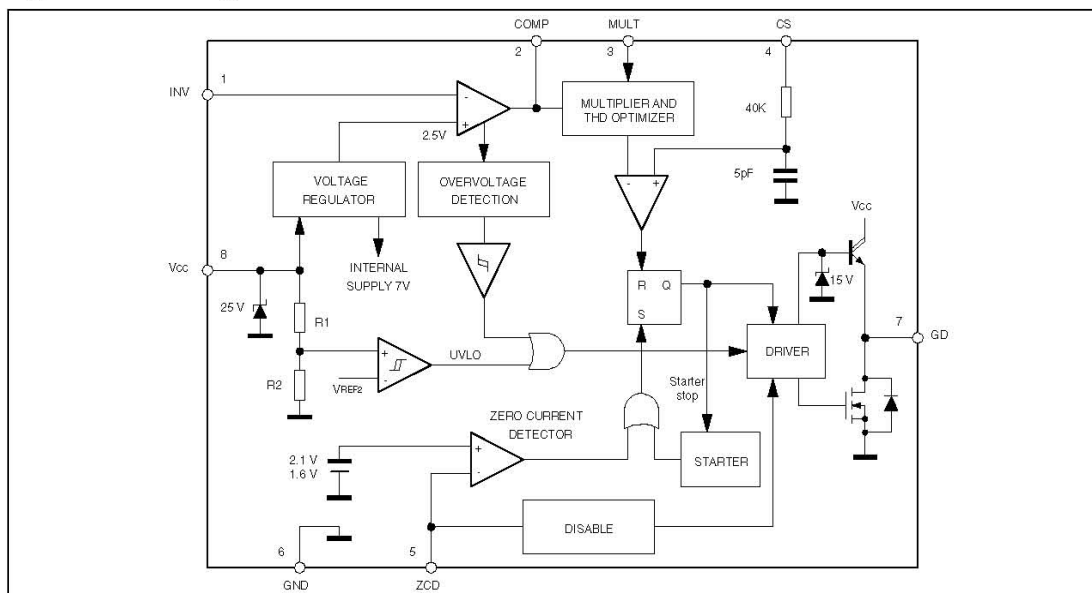 COMP
MULT
CS
2
3
4
1
INV
40K
MULTIPLIER AND
THD OPTIMIZER
-
+
2.5V
5pF
VOLTAGE
REGULATOR
OVERVOLTAGE
DETECTION
-
+
Vcc
8
Vcc
INTERNAL
SUPPLY 7V
R
Q
S
15 V
25 V
R1
7
GD
DRIVER
+
-
UVLO
R2
VREF2
Starter
stop
ZERO CURRENT
DETECTOR
+
-
2.1 V
1.6 V
STARTER
DISABLE
6
5
GND
ZCD